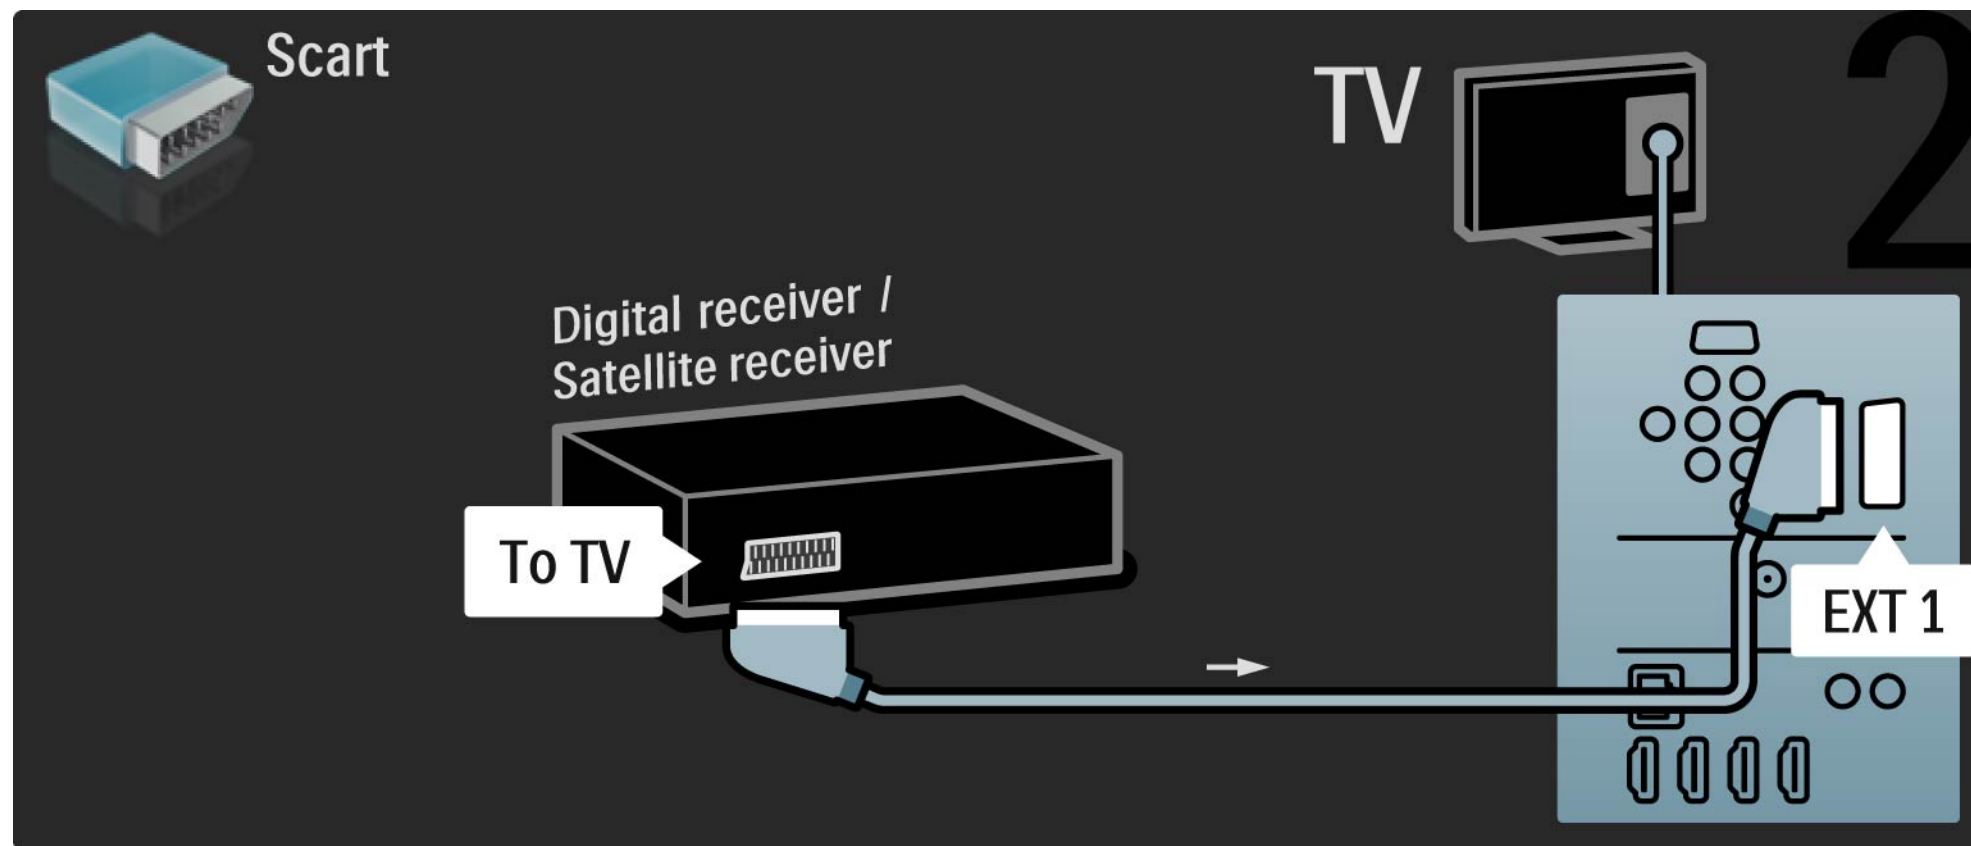 Scart
TV
2
Digital receiver /
Satellite receiver
To TV
EXT 1